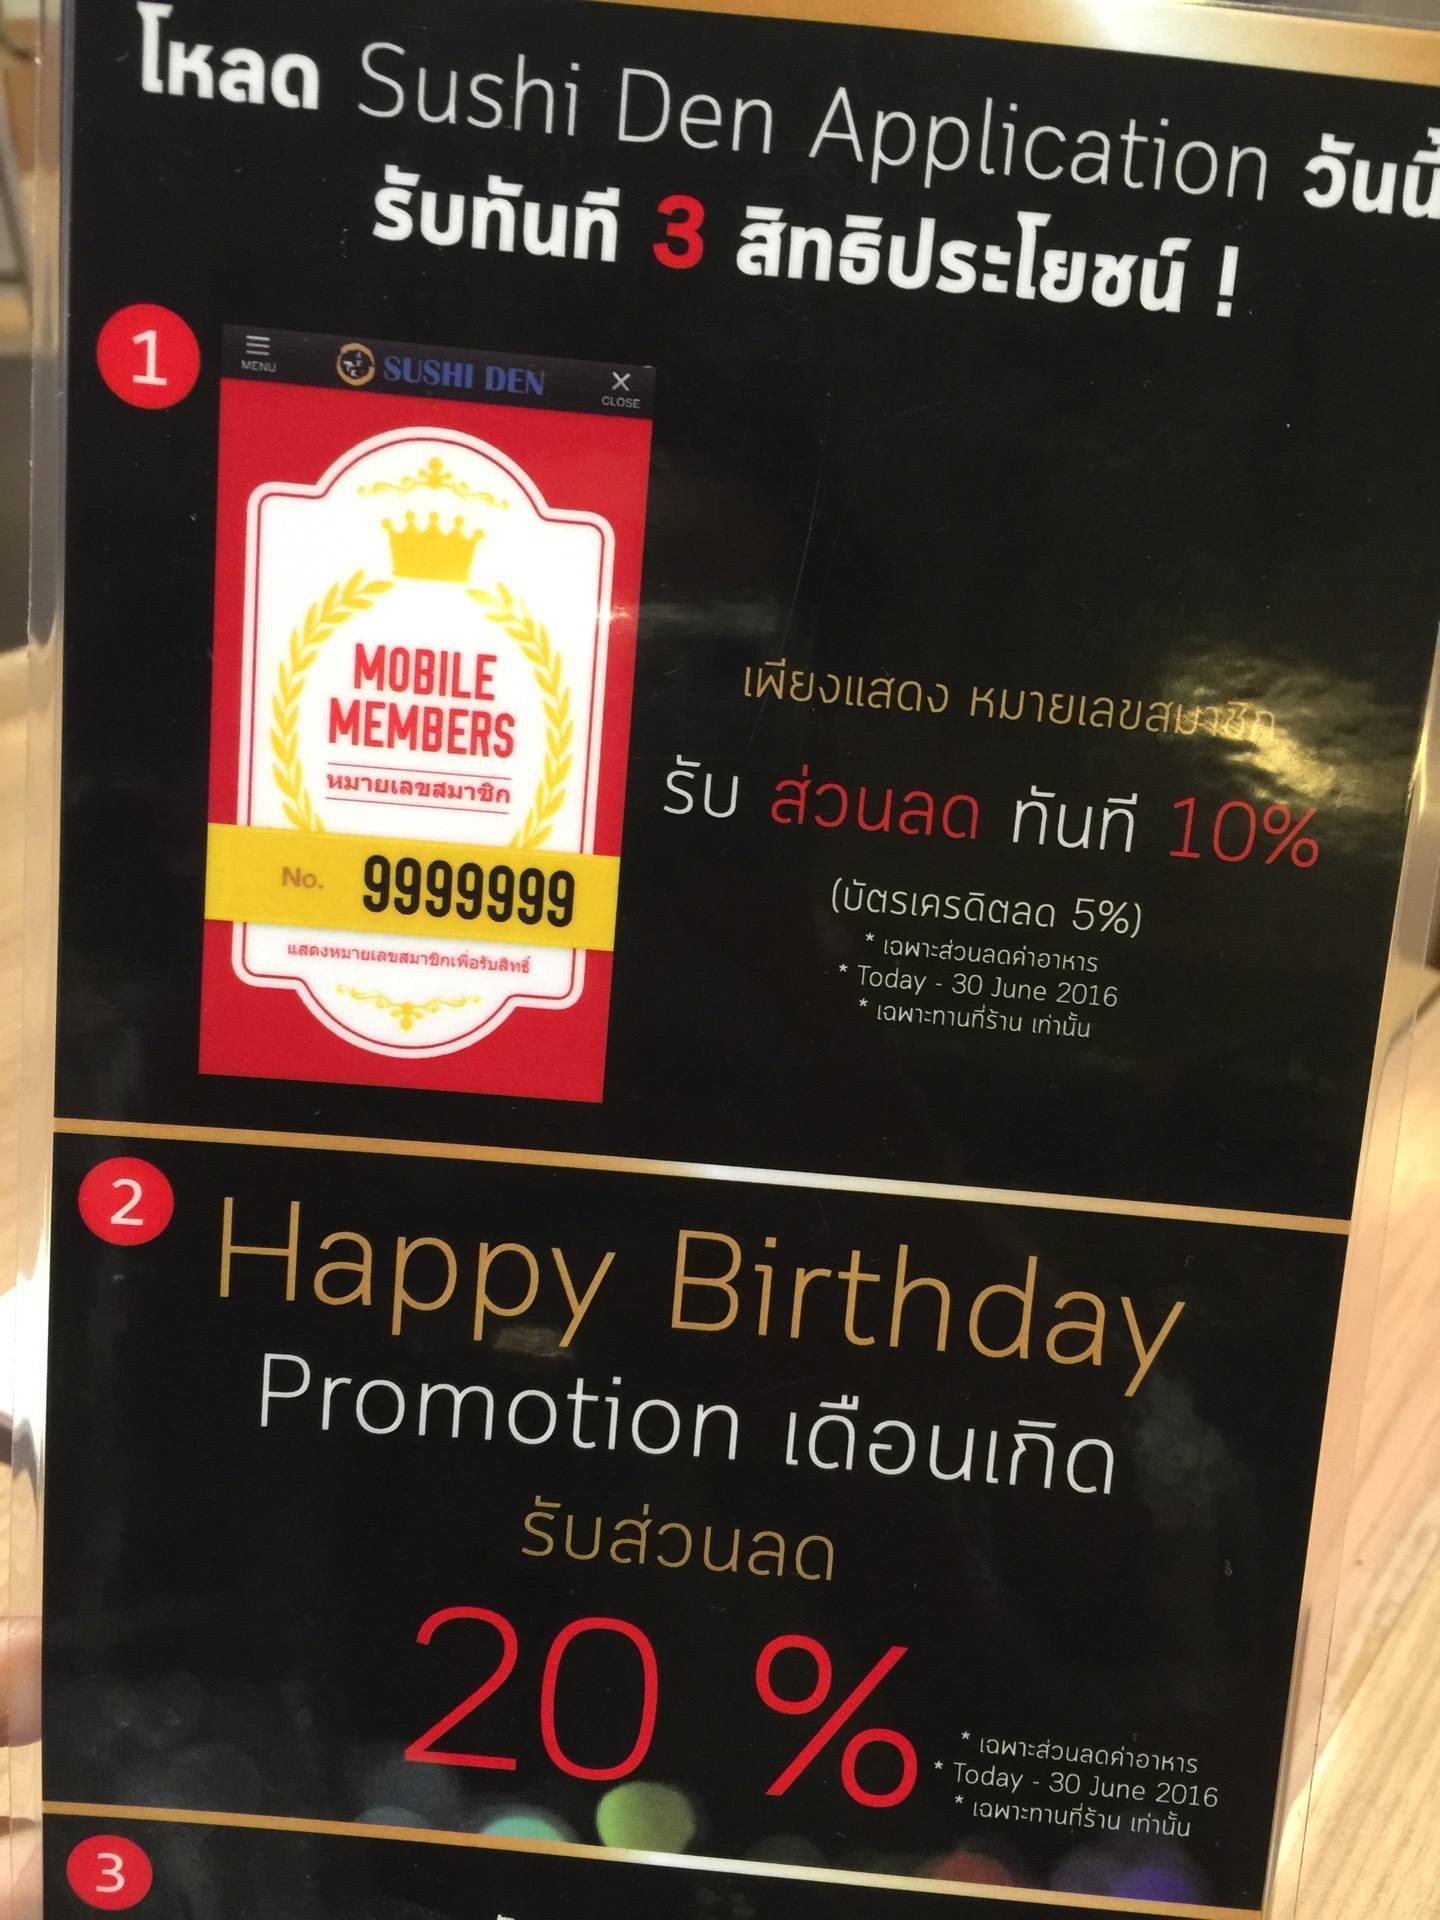 โหลด Sushi Den Application วันนี้
รับทันที 3 สิทธิประโยชน์ !
1
MENU
SUSHI DEN
CLOSE
MOBILE
MEMBERS
หมายเลขสมาชิก
No. 9999999
แสดงหมายเลขสมาชิกเพื่อรับสิทธิ์
เพียงแสดง หมายเลขสมาชิก
รับ ส่วนลด ทันที 10%
(บัตรเครดิตลด 5%)
* เฉพาะส่วนลดค่าอาหาร
* Today - 30 June 2016
* เฉพาะทานที่ร้าน เท่านั้น
2
Happy Birthday
Promotion เดือนเกิด
รับส่วนลด
20 %
* เฉพาะส่วนลดค่าอาหาร
* Today - 30 June 2016
* เฉพาะทานที่ร้าน เท่านั้น
3